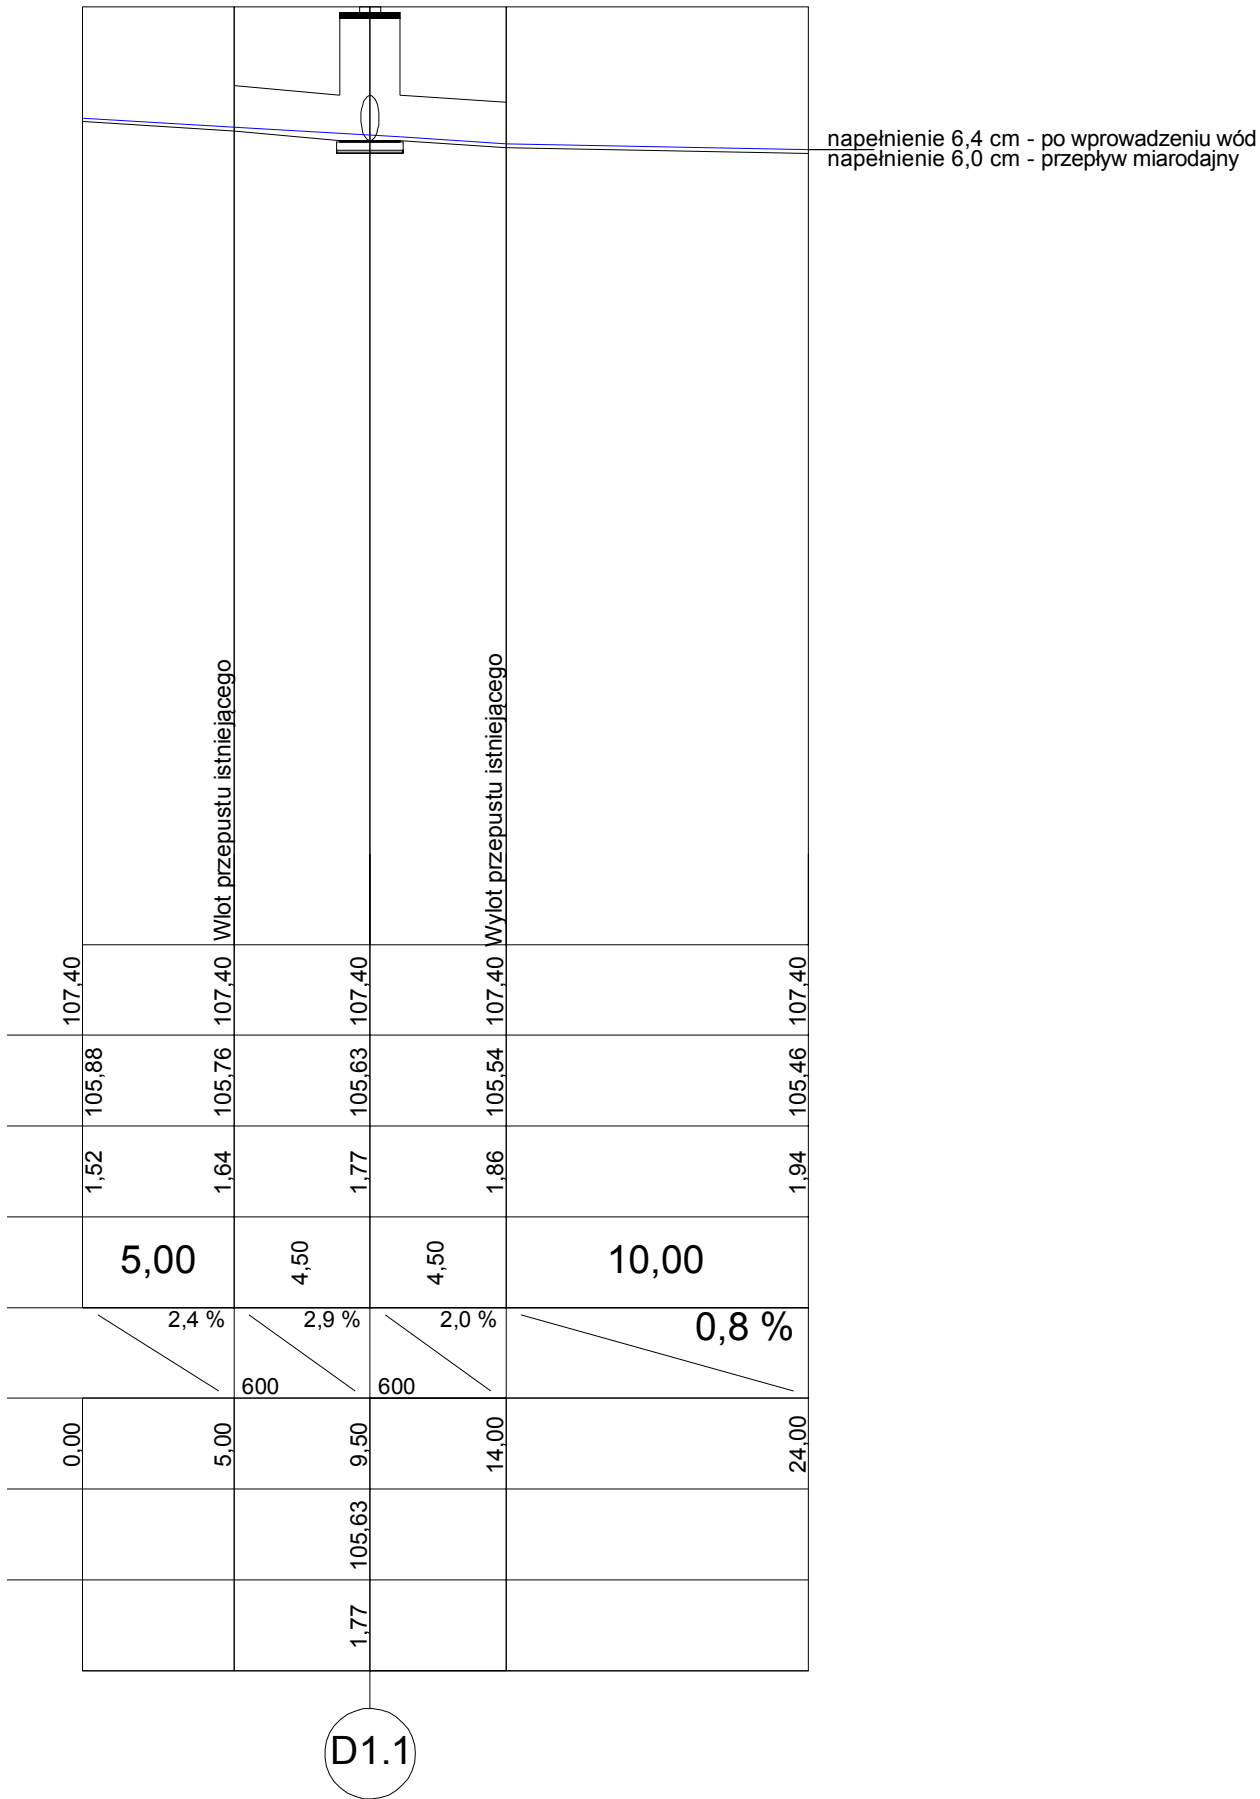 napełnienie 6,4 cm - po wprowadzeniu wód
napełnienie 6,0 cm - przepływ miarodajny
Wlot przepustu istniejącego
Wylot przepustu istniejącego
107,40 107,40 107,40 107,40 107,40
105,88 105,76 105,63 105,54 105,46
1,52 1,64 1,77 1,86 1,94
5,00 4,50 4,50 10,00
2,4 % 2,9 % 2,0 % 0,8 %
600 600
0,00 5,00 9,50 14,00 24,00
105,63
1,77
D1.1